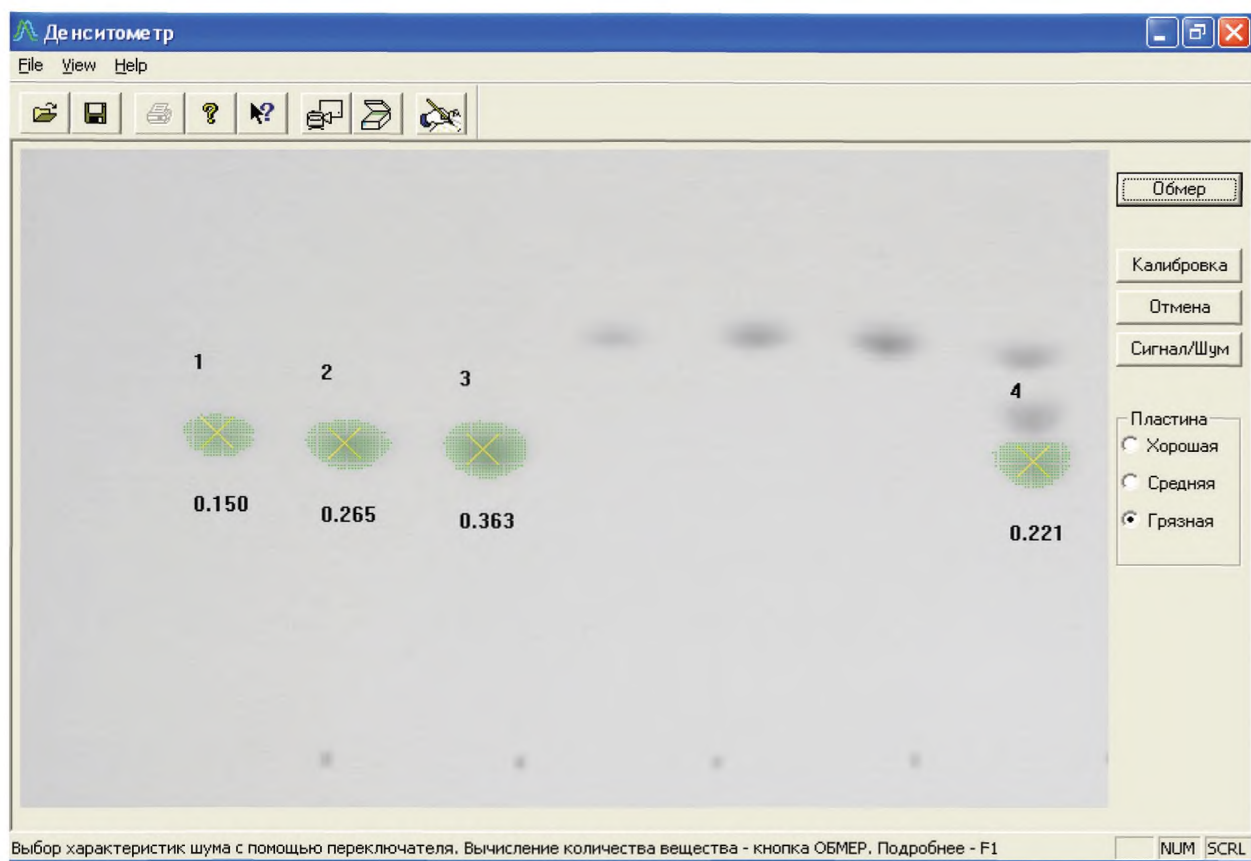 Денситометр
File View Help
Обмер
Калибровка
Отмена
Сигнал/Шум
1
2
3
4
Пластина
Хорошая
Средняя
Грязная
0.150
0.265
0.363
0.221
Выбор характеристик шума с помощью переключателя. Вычисление количества вещества - кнопка ОБМЕР. Подробнее - F1
NUM SCRL